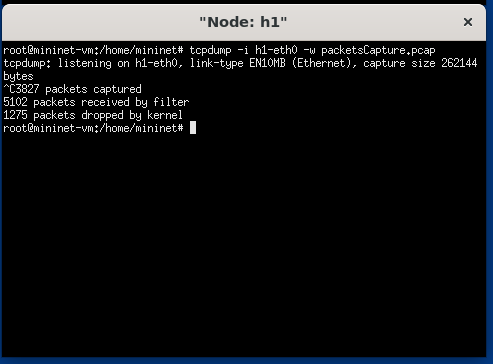 "Node: h1"
root@mininet-vm:/home/mininet# tcpdump -i h1-eth0 -w packetsCapture.pcap
tcpdump: listening on h1-eth0, link-type EN10MB (Ethernet), capture size 262144
bytes
^C3827 packets captured
5102 packets received by filter
1275 packets dropped by kernel
root@mininet-vm:/home/mininet#